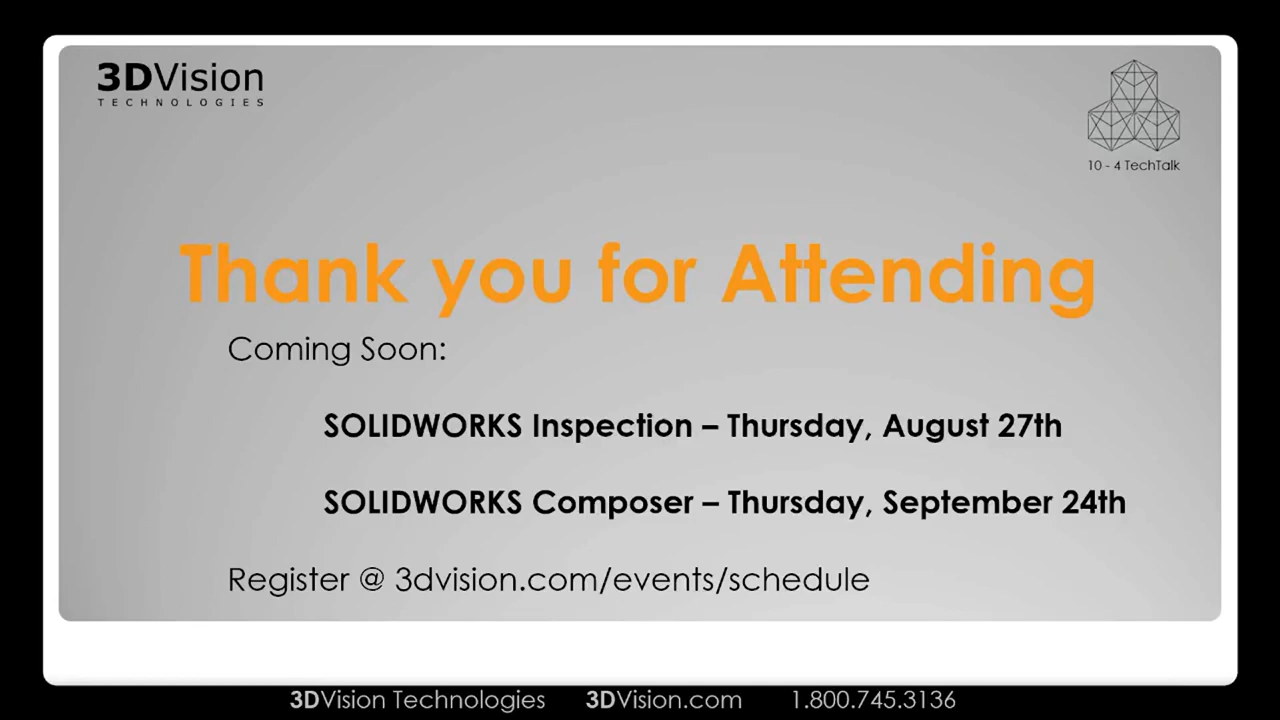 3DVision
TECHNOLOGIES
10 - 4 TechTalk
Thank you for Attending
Coming Soon:
SOLIDWORKS Inspection – Thursday, August 27th
SOLIDWORKS Composer – Thursday, September 24th
Register @ 3dvision.com/events/schedule
3DVision Technologies 3DVision.com 1.800.745.3136